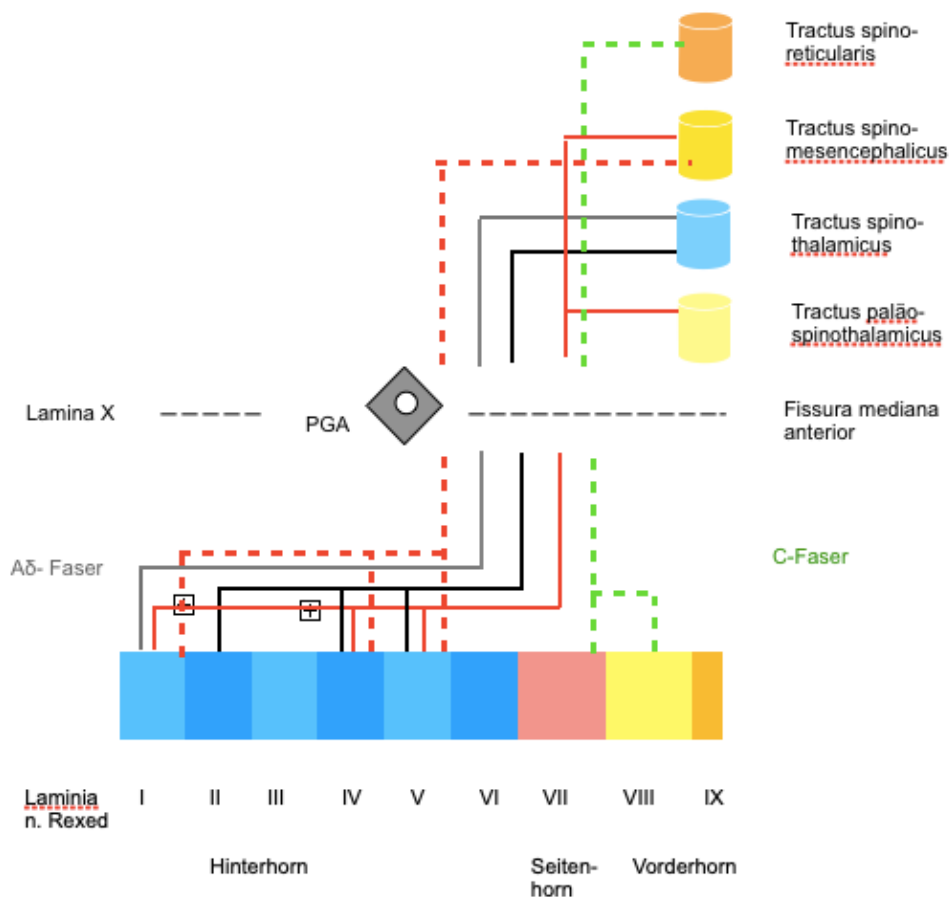 Tractus spino-
reticularis
Tractus spino-
mesencephalicus
Tractus spino-
thalamicus
Tractus paläo-
spinothalamicus
Lamina X
PGA
Fissura mediana
anterior
Aδ- Faser
C-Faser
Laminia
n. Rexed
I II III IV V VI VII VIII IX
Hinterhorn
Seiten-
horn
Vorderhorn